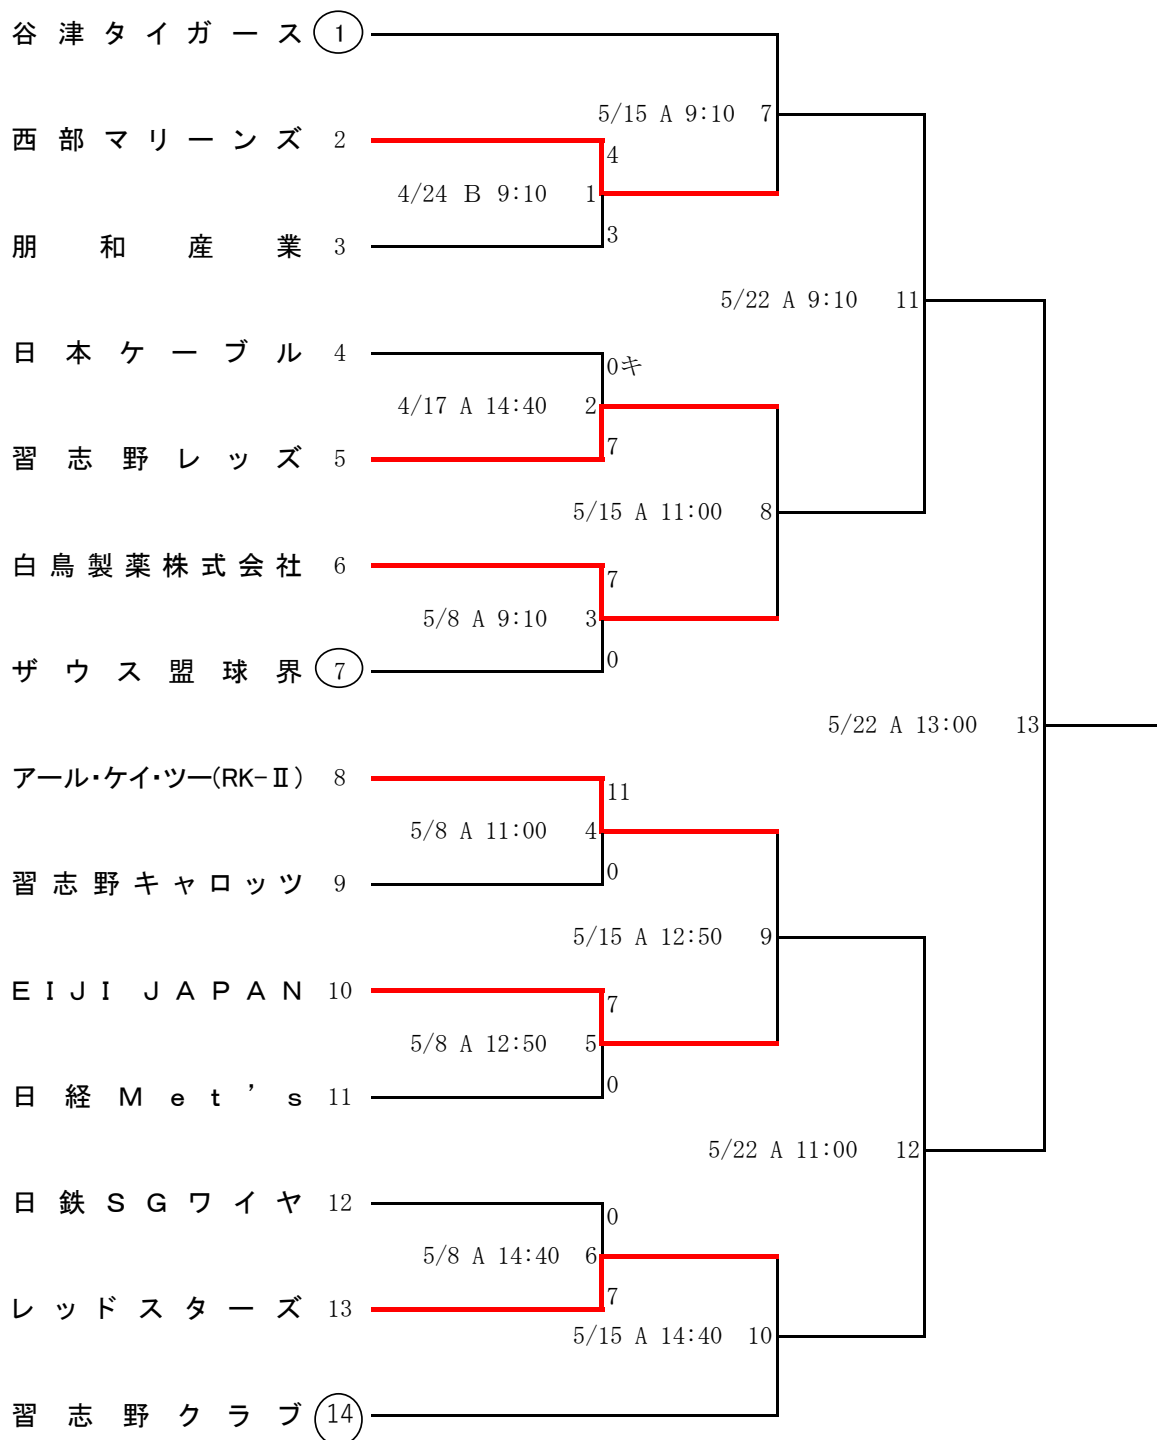 谷津タイガース 1
5/15 A 9:10 7
西部マリーンズ 2
4
4/24 B 9:10 1
3
朋和産業 3
5/22 A 9:10 11
日本ケーブル 4
0キ
4/17 A 14:40 2
7
習志野レッズ 5
5/15 A 11:00 8
白鳥製薬株式会社 6
7
5/8 A 9:10 3
0
ザウス盟球界 7
5/22 A 13:00 13
アール・ケイ・ツー(RK-Ⅱ) 8
11
5/8 A 11:00 4
0
習志野キャロッツ 9
5/15 A 12:50 9
EIJI JAPAN 10
7
5/8 A 12:50 5
0
日経Met's 11
5/22 A 11:00 12
日鉄SGワイヤ 12
0
5/8 A 14:40 6
7
レッドスターズ 13
5/15 A 14:40 10
習志野クラブ 14